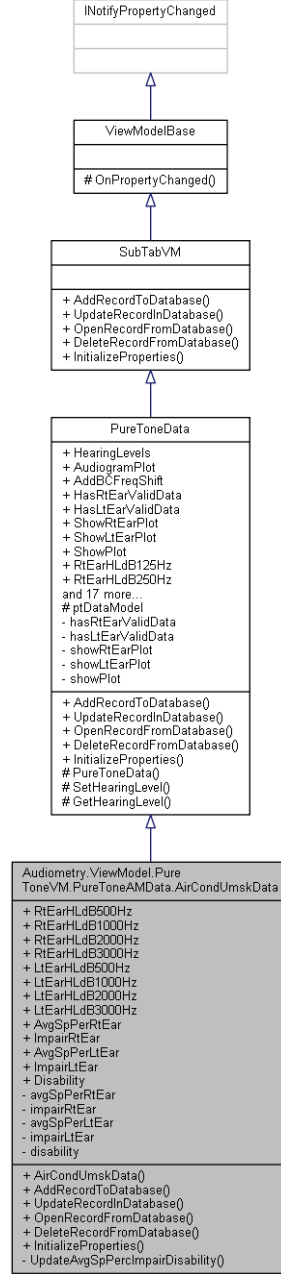 INotifyPropertyChanged
ViewModelBase
# OnPropertyChanged()
SubTabVM
+ AddRecordToDatabase()
+ UpdateRecordInDatabase()
+ OpenRecordFromDatabase()
+ DeleteRecordFromDatabase()
+ InitializeProperties()
PureToneData
+ HearingLevels
+ AudiogramPlot
+ AddBCFreqShift
+ HasRtEarValidData
+ HasLtEarValidData
+ ShowRtEarPlot
+ ShowLtEarPlot
+ ShowPlot
+ RtEarHLdB125Hz
+ RtEarHLdB250Hz
and 17 more...
# ptDataModel
- hasRtEarValidData
- hasLtEarValidData
- showRtEarPlot
- showLtEarPlot
- showPlot
+ AddRecordToDatabase()
+ UpdateRecordInDatabase()
+ OpenRecordFromDatabase()
+ DeleteRecordFromDatabase()
+ InitializeProperties()
# PureToneData()
# SetHearingLevel()
# GetHearingLevel()
Audiometry.ViewModel.Pure
ToneVM.PureToneAMData.AirCondUmskData
+ RtEarHLdB500Hz
+ RtEarHLdB1000Hz
+ RtEarHLdB2000Hz
+ RtEarHLdB3000Hz
+ LtEarHLdB500Hz
+ LtEarHLdB1000Hz
+ LtEarHLdB2000Hz
+ LtEarHLdB3000Hz
+ AvgSpPerRtEar
+ ImpairRtEar
+ AvgSpPerLtEar
+ ImpairLtEar
+ Disability
- avgSpPerRtEar
- impairRtEar
- avgSpPerLtEar
- impairLtEar
- disability
+ AirCondUmskData()
+ AddRecordToDatabase()
+ UpdateRecordInDatabase()
+ OpenRecordFromDatabase()
+ DeleteRecordFromDatabase()
+ InitializeProperties()
- UpdateAvgSpPercImpairDisability()